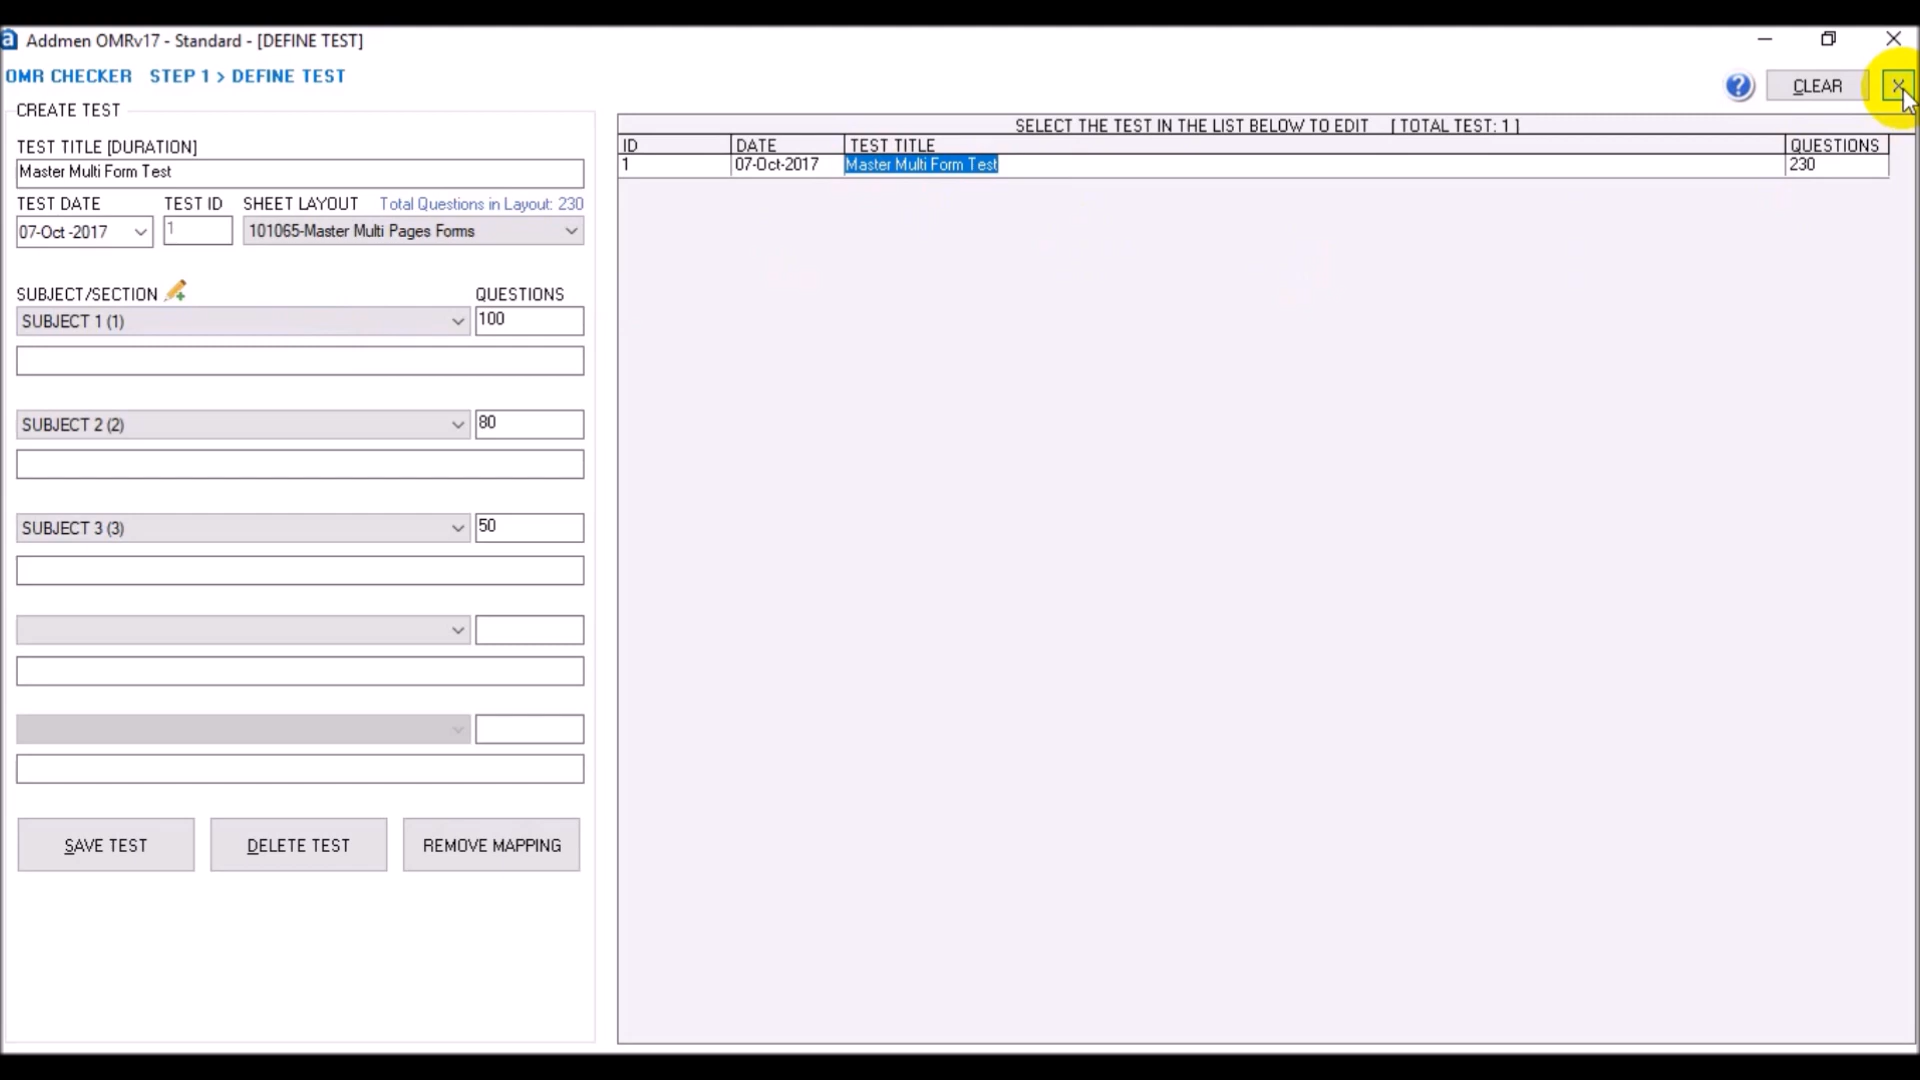 Addmen OMRv17 - Standard - [DEFINE TEST]
OMR CHECKER STEP 1 > DEFINE TEST
CLEAR
CREATE TEST
TEST TITLE [DURATION]
Master Multi Form Test
TEST DATE TEST ID SHEET LAYOUT Total Questions in Layout: 230
07-Oct -2017 1 101065-Master Multi Pages Forms
SUBJECT/SECTION QUESTIONS
SUBJECT 1 (1) 100
SUBJECT 2 (2) 80
SUBJECT 3 (3) 50
SAVE TEST DELETE TEST REMOVE MAPPING
SELECT THE TEST IN THE LIST BELOW TO EDIT [ TOTAL TEST: 1 ]
ID DATE TEST TITLE QUESTIONS
1 07-Oct-2017 Master Multi Form Test 230